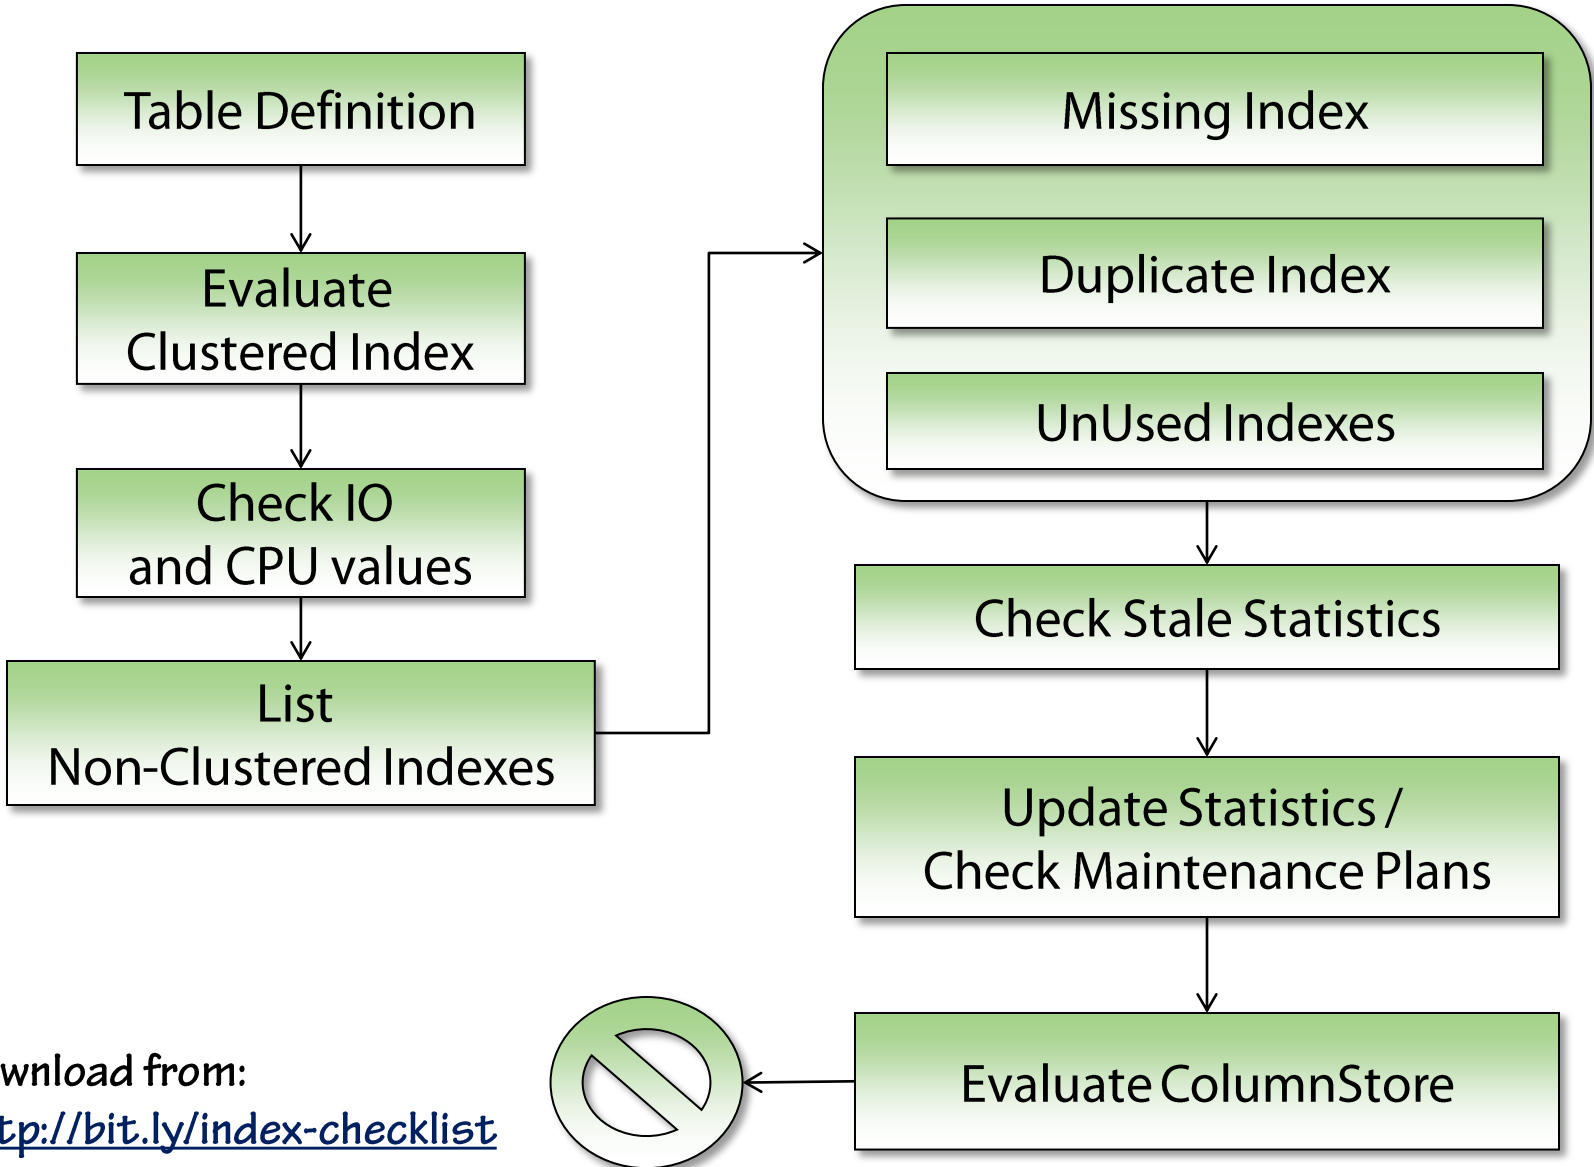 Table Definition
Evaluate
Clustered Index
Check IO
and CPU values
List
Non-Clustered Indexes
Missing Index
Duplicate Index
UnUsed Indexes
Check Stale Statistics
Update Statistics /
Check Maintenance Plans
Evaluate ColumnStore
wnload from:
tp://bit.ly/index-checklist